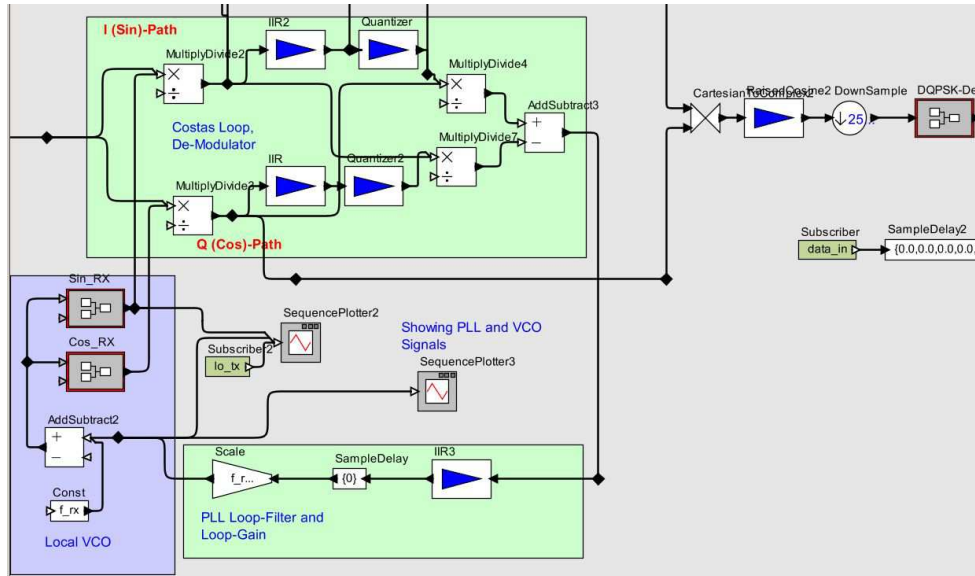 I (Sin)-Path
IIR2
Quantizer
MultiplyDivide2
×
÷
MultiplyDivide4
×
÷
AddSubtract3
+
−
Costas Loop,
De-Modulator
MultiplyDivide7
×
÷
IIR
Quantizer2
MultiplyDivide3
×
÷
Q (Cos)-Path
RaisedCosine2
DownSample
25
Subscriber
data_in
SampleDelay2
{0.0,0.0,0.0,0.0,
Sin_RX
Cos_RX
SequencePlotter2
Subscriber2
lo_tx
Showing PLL and VCO
Signals
SequencePlotter3
AddSubtract2
+
−
Const
f_rx
Local VCO
Scale
f_r...
SampleDelay
{0}
IIR3
PLL Loop-Filter and
Loop-Gain